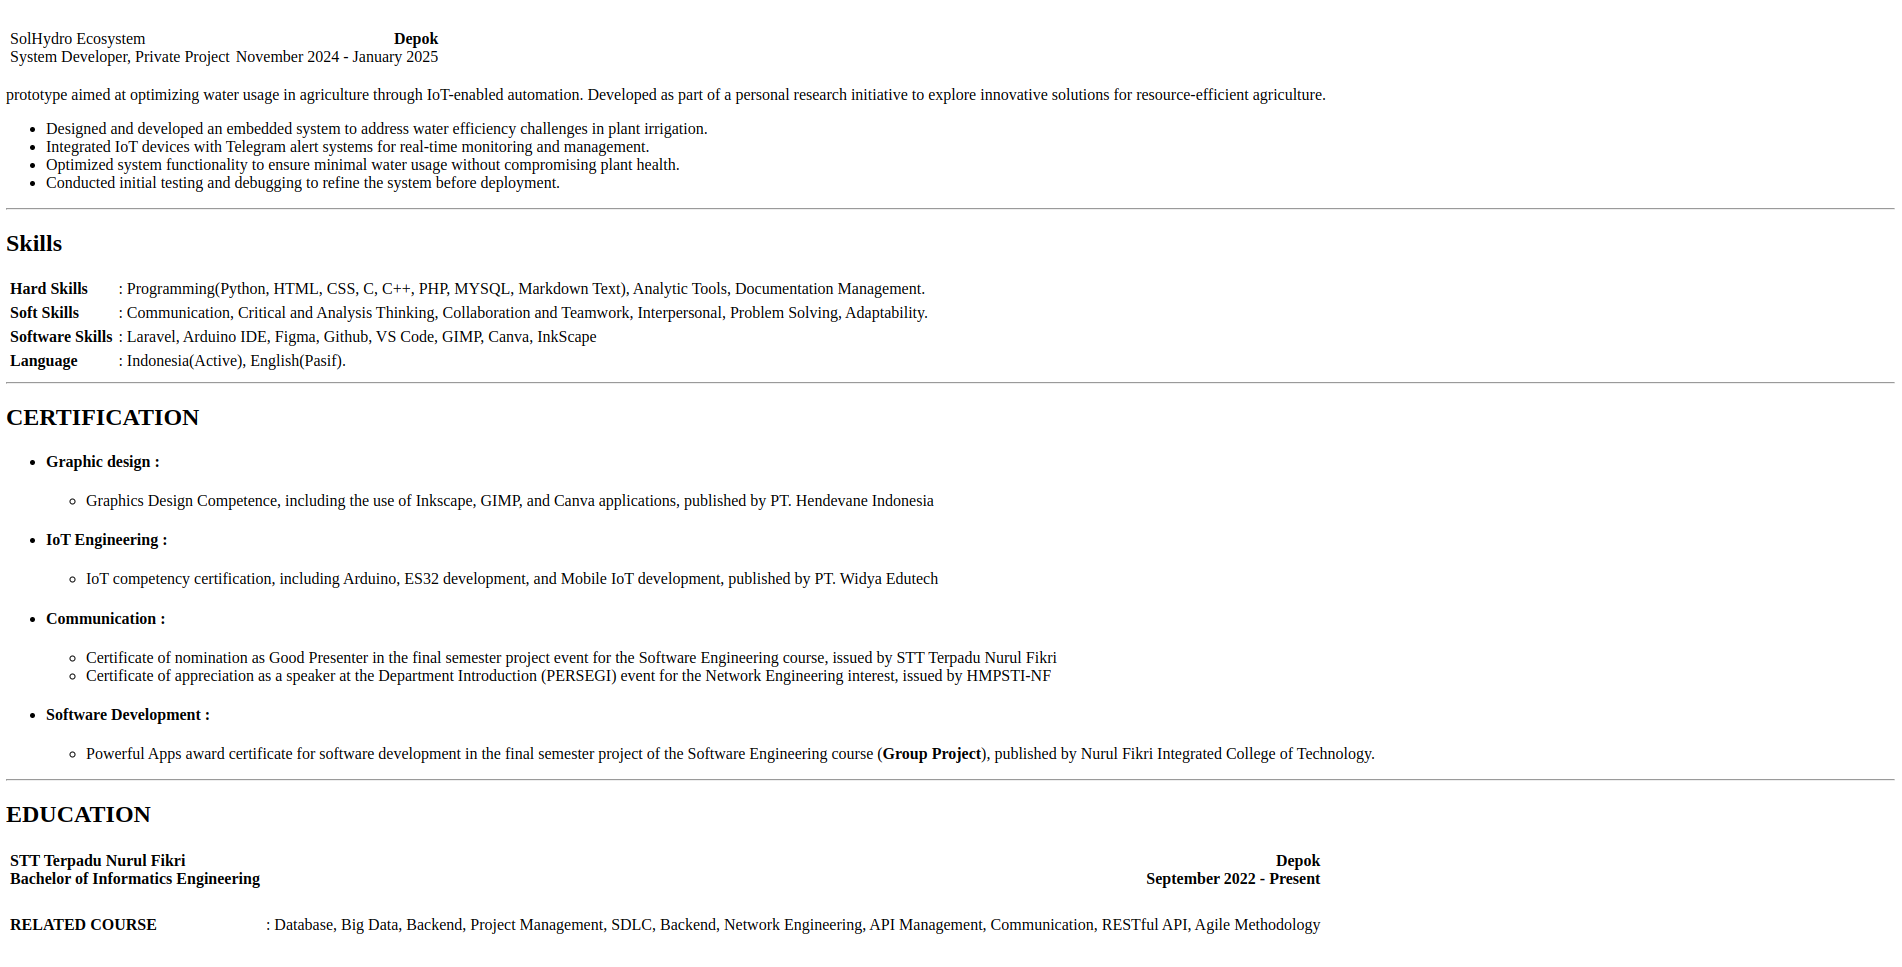 SolHydro Ecosystem Depok
System Developer, Private Project November 2024 - January 2025
prototype aimed at optimizing water usage in agriculture through IoT-enabled automation. Developed as part of a personal research initiative to explore innovative solutions for resource-efficient agriculture.
• Designed and developed an embedded system to address water efficiency challenges in plant irrigation.
• Integrated IoT devices with Telegram alert systems for real-time monitoring and management.
• Optimized system functionality to ensure minimal water usage without compromising plant health.
• Conducted initial testing and debugging to refine the system before deployment.
Skills
Hard Skills : Programming(Python, HTML, CSS, C, C++, PHP, MYSQL, Markdown Text), Analytic Tools, Documentation Management.
Soft Skills : Communication, Critical and Analysis Thinking, Collaboration and Teamwork, Interpersonal, Problem Solving, Adaptability.
Software Skills : Laravel, Arduino IDE, Figma, Github, VS Code, GIMP, Canva, InkScape
Language : Indonesia(Active), English(Pasif).
CERTIFICATION
• Graphic design :
◦ Graphics Design Competence, including the use of Inkscape, GIMP, and Canva applications, published by PT. Hendevane Indonesia
• IoT Engineering :
◦ IoT competency certification, including Arduino, ES32 development, and Mobile IoT development, published by PT. Widya Edutech
• Communication :
◦ Certificate of nomination as Good Presenter in the final semester project event for the Software Engineering course, issued by STT Terpadu Nurul Fikri
◦ Certificate of appreciation as a speaker at the Department Introduction (PERSEGI) event for the Network Engineering interest, issued by HMPSTI-NF
• Software Development :
◦ Powerful Apps award certificate for software development in the final semester project of the Software Engineering course (Group Project), published by Nurul Fikri Integrated College of Technology.
EDUCATION
STT Terpadu Nurul Fikri Depok
Bachelor of Informatics Engineering September 2022 - Present
RELATED COURSE : Database, Big Data, Backend, Project Management, SDLC, Backend, Network Engineering, API Management, Communication, RESTful API, Agile Methodology